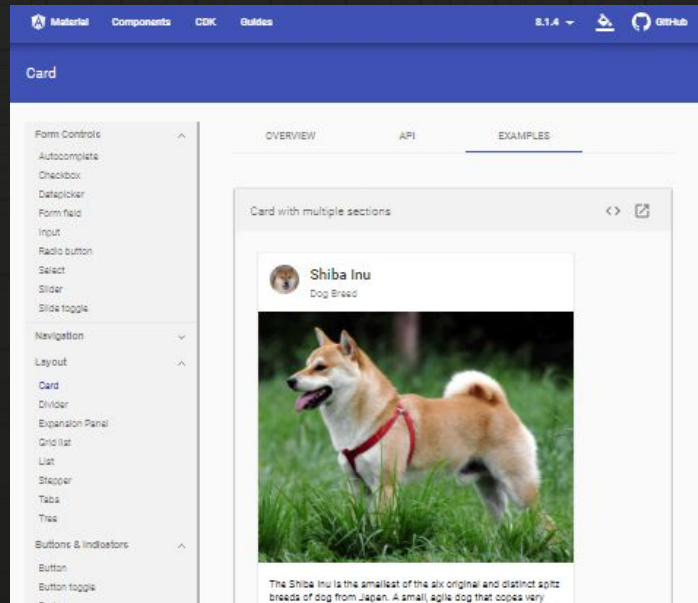 Material Components CDK Guides 8.1.4 GitHub
Card
Form Controls
Autocomplete
Checkbox
Datepicker
Form field
Input
Radio button
Select
Slider
Slide toggle
Navigation
Layout
Card
Divider
Expansion Panel
Grid list
List
Stepper
Tabs
Tree
Buttons & Indicators
Button
Button toggle
OVERVIEW API EXAMPLES
Card with multiple sections
Shiba Inu
Dog Breed
The Shiba Inu is the smallest of the six original and distinct spitz
breeds of dog from Japan. A small, agile dog that copes very